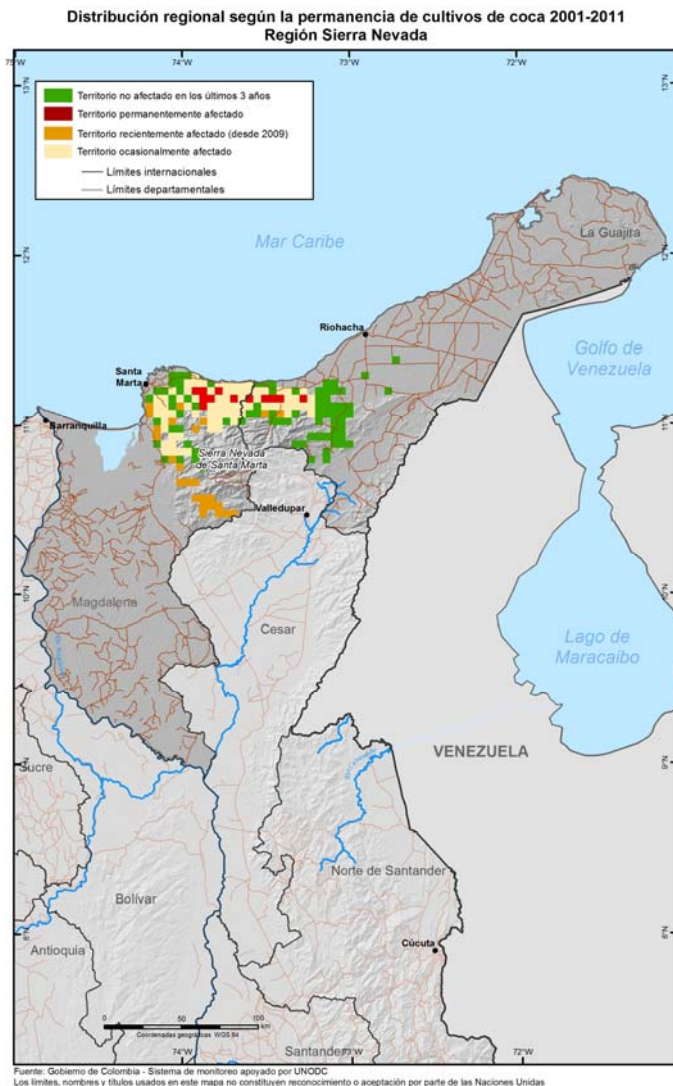 Distribución regional según la permanencia de cultivos de coca 2001-2011
Región Sierra Nevada
75°W
74°W
73°W
72°W
13°N
13°N
Territorio no afectado en los últimos 3 años
Territorio permanentemente afectado
Territorio recientemente afectado (desde 2009)
Territorio ocasionalmente afectado
Límites internacionales
Límites departamentales
La Guajira
Mar Caribe
12°N
12°N
Riohacha
Golfo de
Venezuela
Santa
Marta
11°N
11°N
Barranquilla
Sierra Nevada
de Santa Marta
Valledupar
10°N
10°N
Magdalena
Cesar
Lago de
Maracaibo
VENEZUELA
9°N
9°N
Sucre
Norte de Santander
Bolívar
8°N
8°N
Antioquia
Cúcuta
0
50
100
km
Coordenadas geográficas WGS 84
Santander
74°W
73°W
72°W
Fuente: Gobierno de Colombia - Sistema de monitoreo apoyado por UNODC
Los límites, nombres y títulos usados en este mapa no constituyen reconocimiento o aceptación por parte de las Naciones Unidas